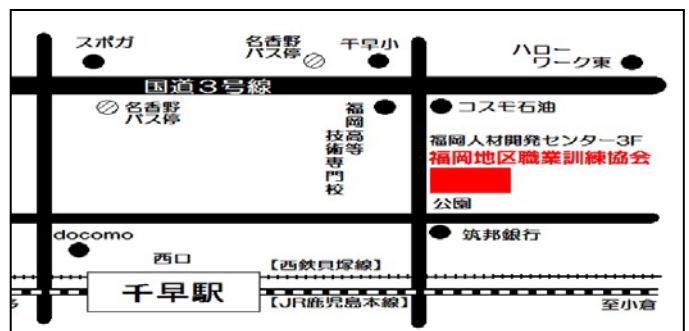 スポガ
名香野
バス停
千早小
ハロー
ワーク東
国道3号線
名香野
バス停
福岡
高等
技術専門校
コスモ石油
福岡人材開発センター3F
福岡地区職業訓練協会
公園
docomo
筑邦銀行
西口
【西鉄貝塚線】
千早駅
【JR鹿児島本線】
至小倉